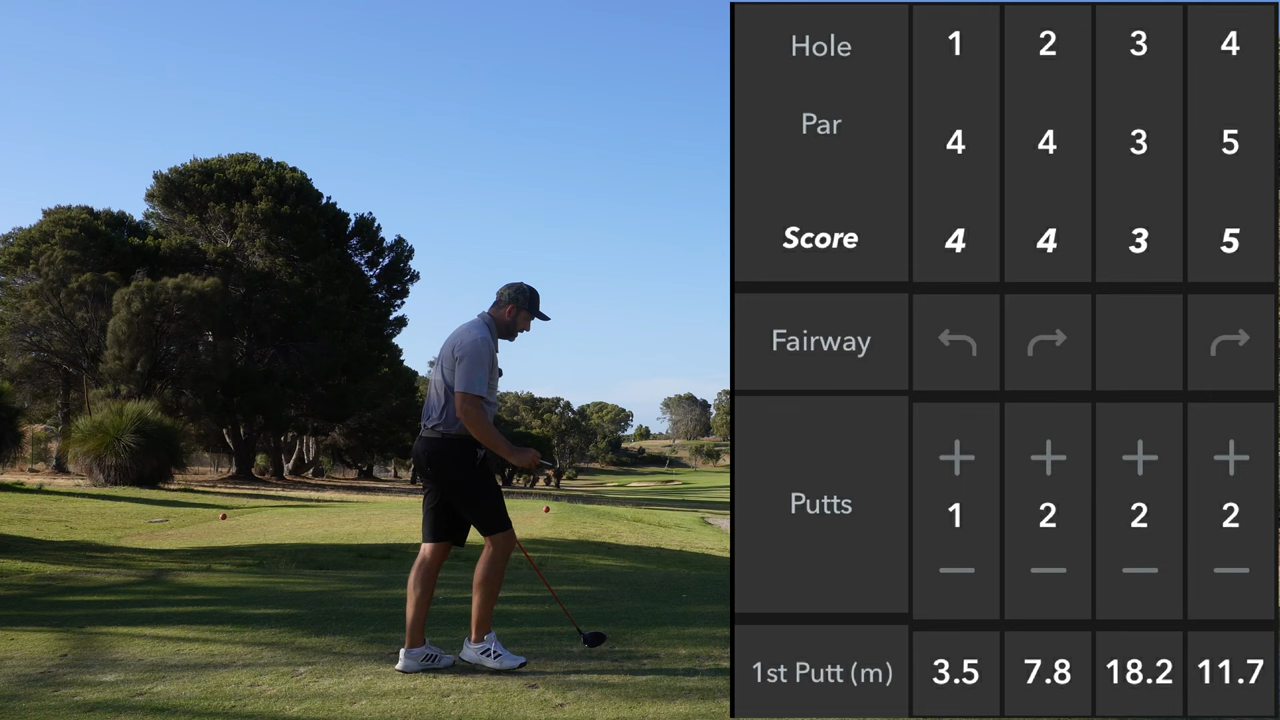 Hole 1 2 3 4
Par 4 4 3 5
Score 4 4 3 5
Fairway
Putts 1 2 2 2
1st Putt (m) 3.5 7.8 18.2 11.7